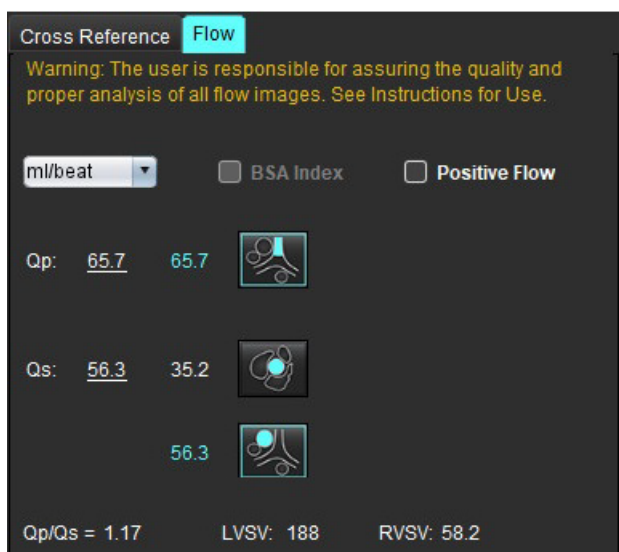 Cross Reference Flow
Warning: The user is responsible for assuring the quality and
proper analysis of all flow images. See Instructions for Use.
ml/beat BSA Index Positive Flow
Qp: 65.7 65.7
Qs: 56.3 35.2
56.3
Qp/Qs = 1.17 LVSV: 188 RVSV: 58.2